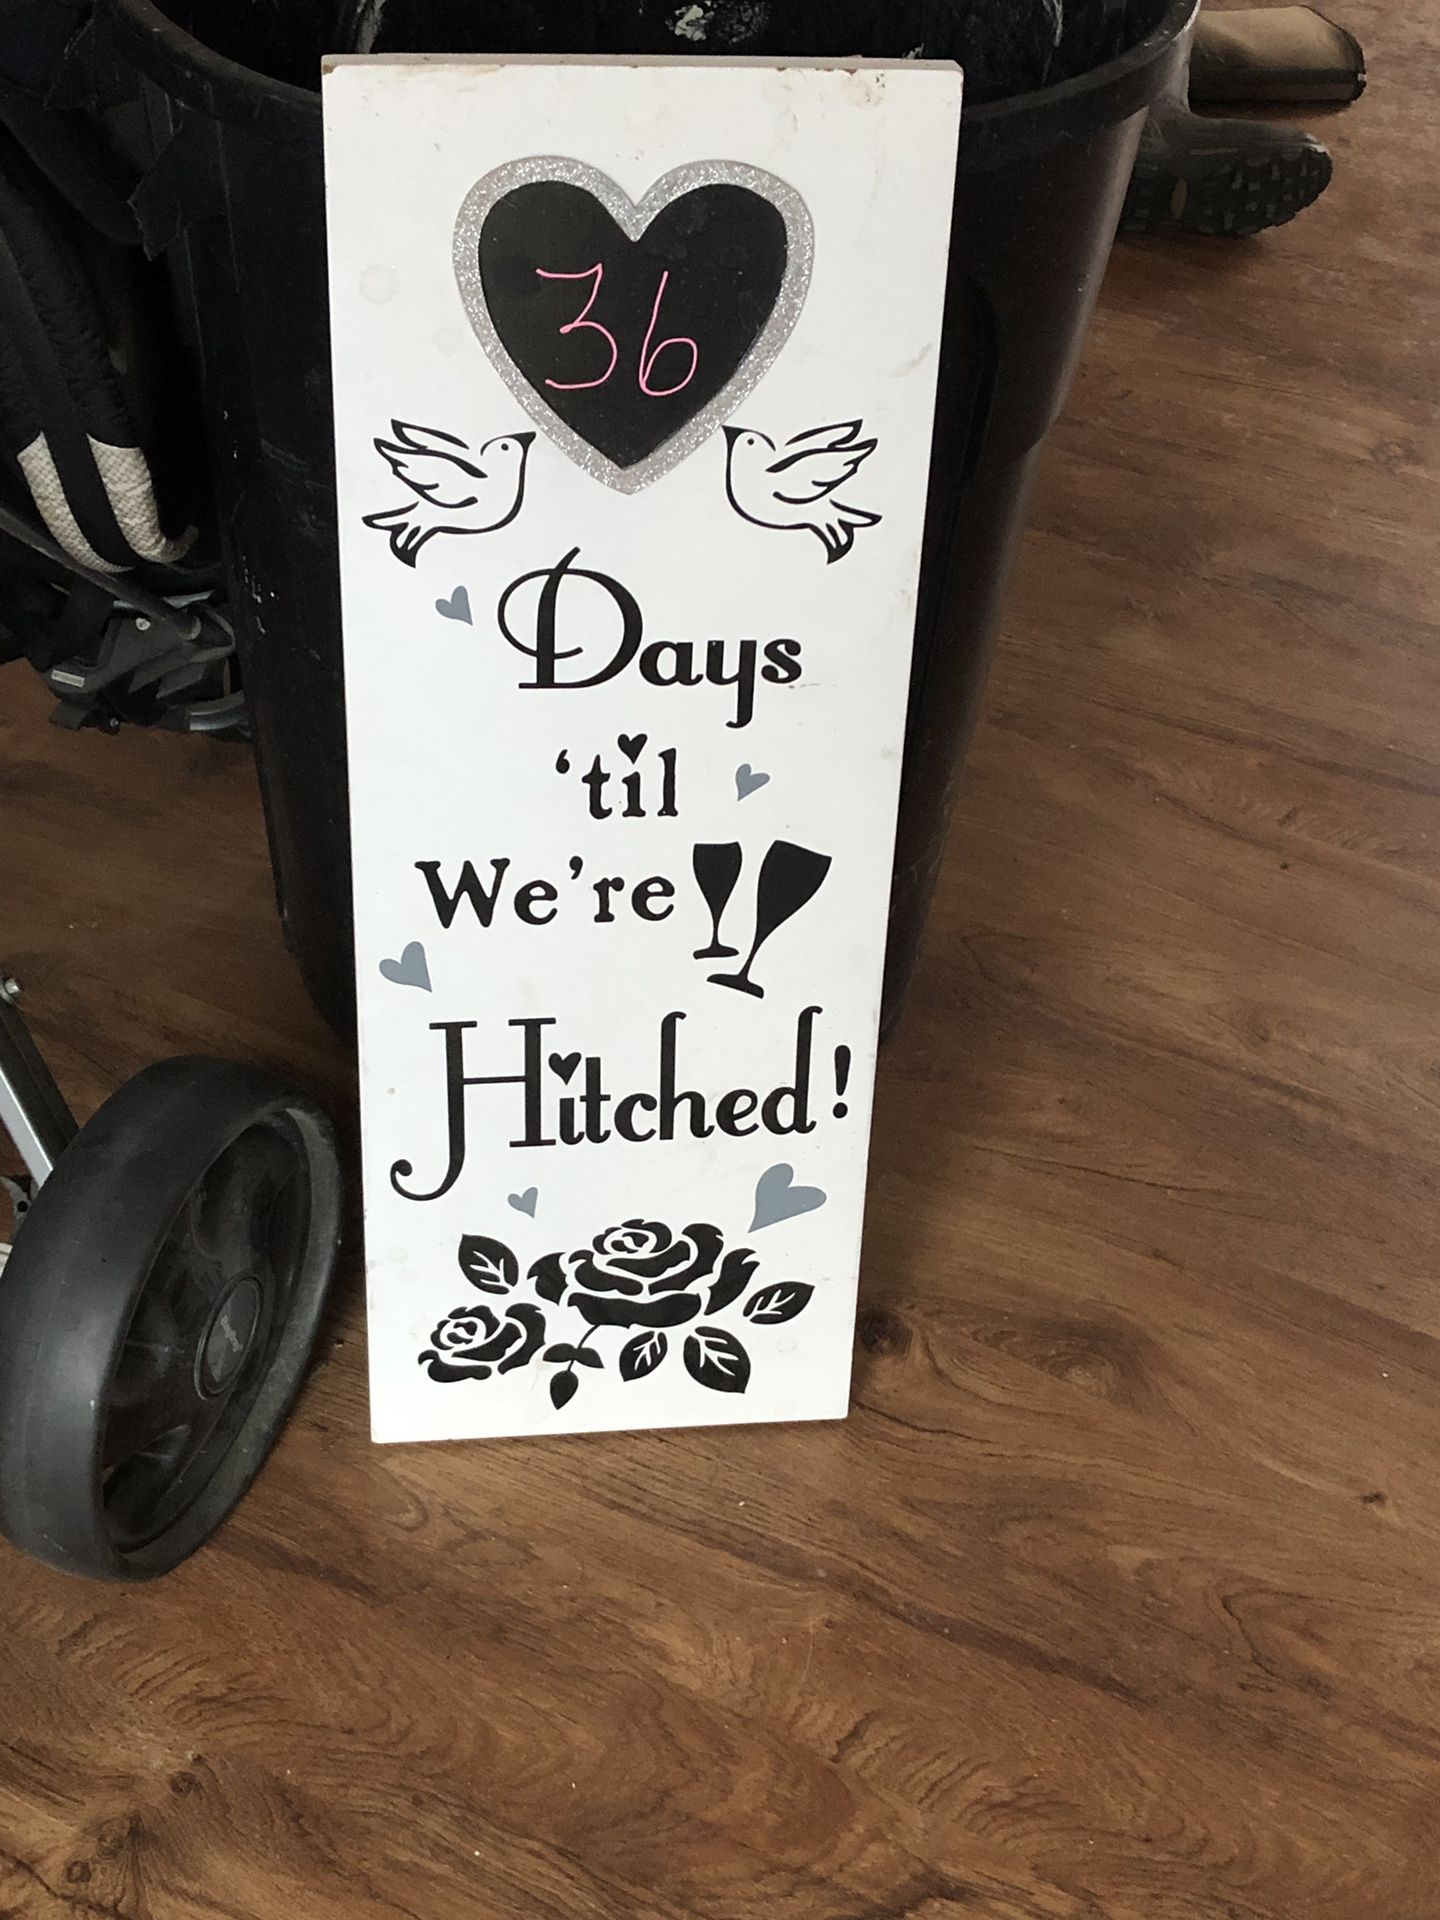 36
Days
‘til
We're
Hitched!